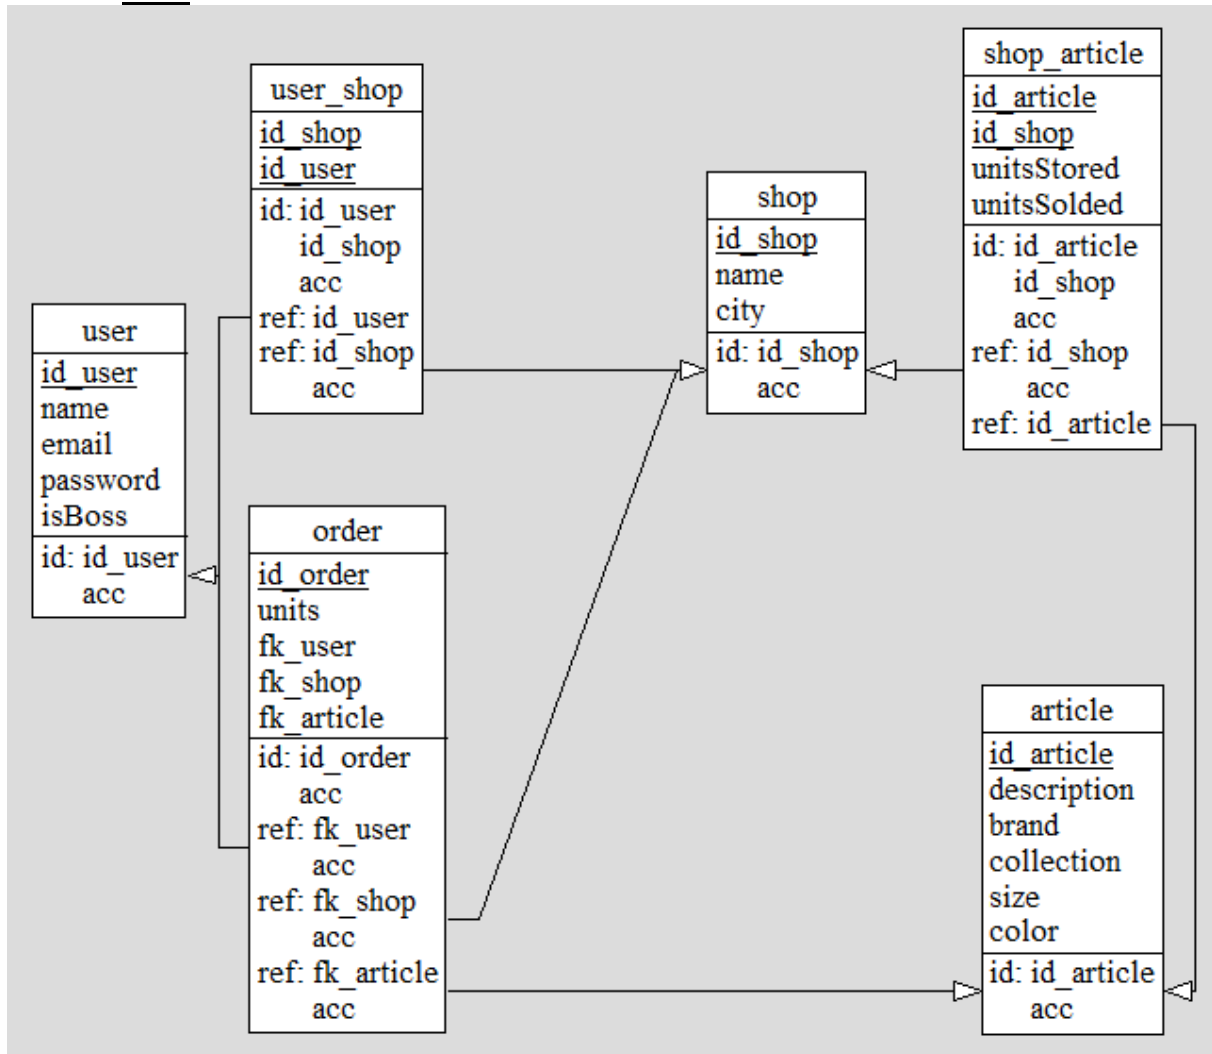 user_shop
id_shop
id_user
id: id_user
id_shop
acc
ref: id_user
ref: id_shop
acc
shop_article
id_article
id_shop
unitsStored
unitsSolded
id: id_article
id_shop
acc
ref: id_shop
acc
ref: id_article
shop
id_shop
name
city
id: id_shop
acc
user
id_user
name
email
password
isBoss
id: id_user
acc
order
id_order
units
fk_user
fk_shop
fk_article
id: id_order
acc
ref: fk_user
acc
ref: fk_shop
acc
ref: fk_article
acc
article
id_article
description
brand
collection
size
color
id: id_article
acc